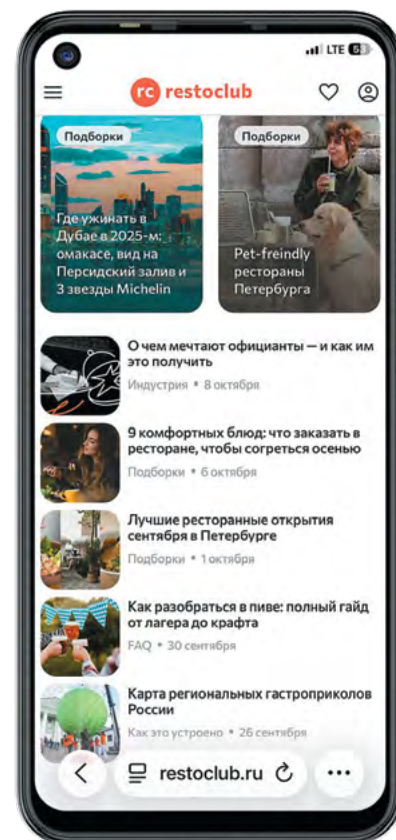 LTE
rc restoclub
Подборки
Где ужинать в
Дубае в 2025-м:
омакасе, вид на
Персидский залив и
3 звезды Michelin
Подборки
Pet-freindly
рестораны
Петербурга
О чем мечтают официанты — и как им
это получить
Индустрия • 8 октября
9 комфортных блюд: что заказать в
ресторане, чтобы согреться осенью
Подборки • 6 октября
Лучшие ресторанные открытия
сентября в Петербурге
Подборки • 1 октября
Как разобраться в пиве: полный гайд
от лагера до крафта
FAQ • 30 сентября
Карта региональных гастроприколов
России
Как это устроено • 26 сентября
restoclub.ru